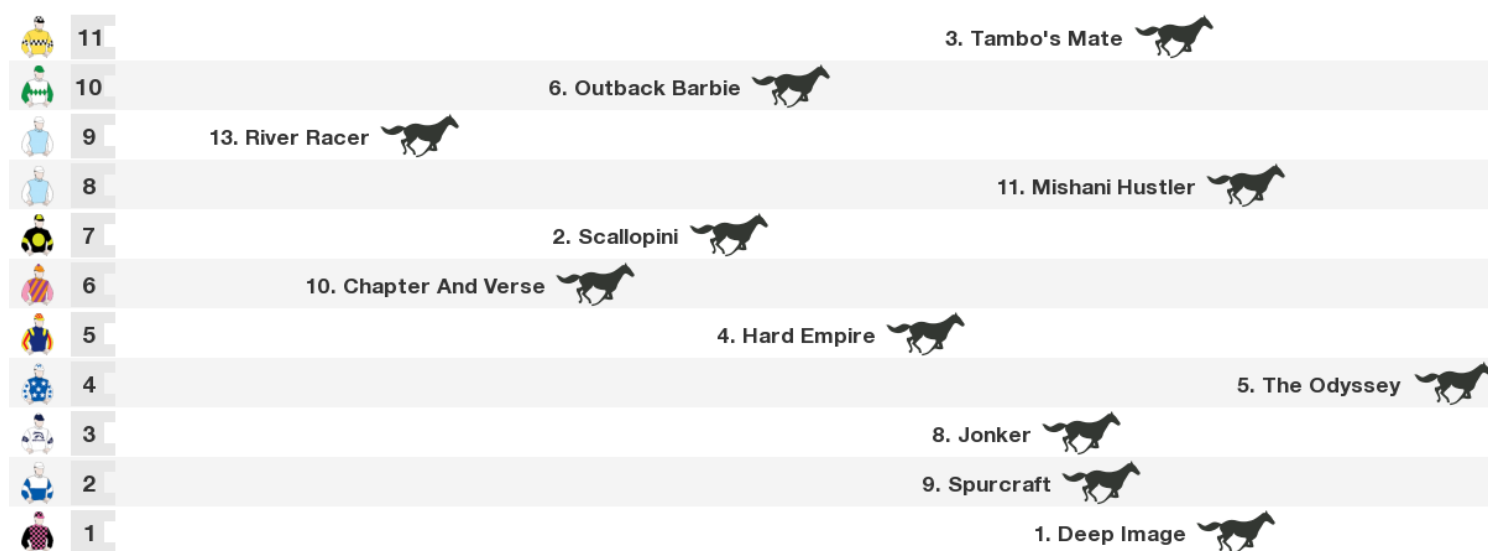 11 3. Tambo's Mate
10 6. Outback Barbie
9 13. River Racer
8 11. Mishani Hustler
7 2. Scallopini
6 10. Chapter And Verse
5 4. Hard Empire
4 5. The Odyssey
3 8. Jonker
2 9. Spurcraft
1 1. Deep Image